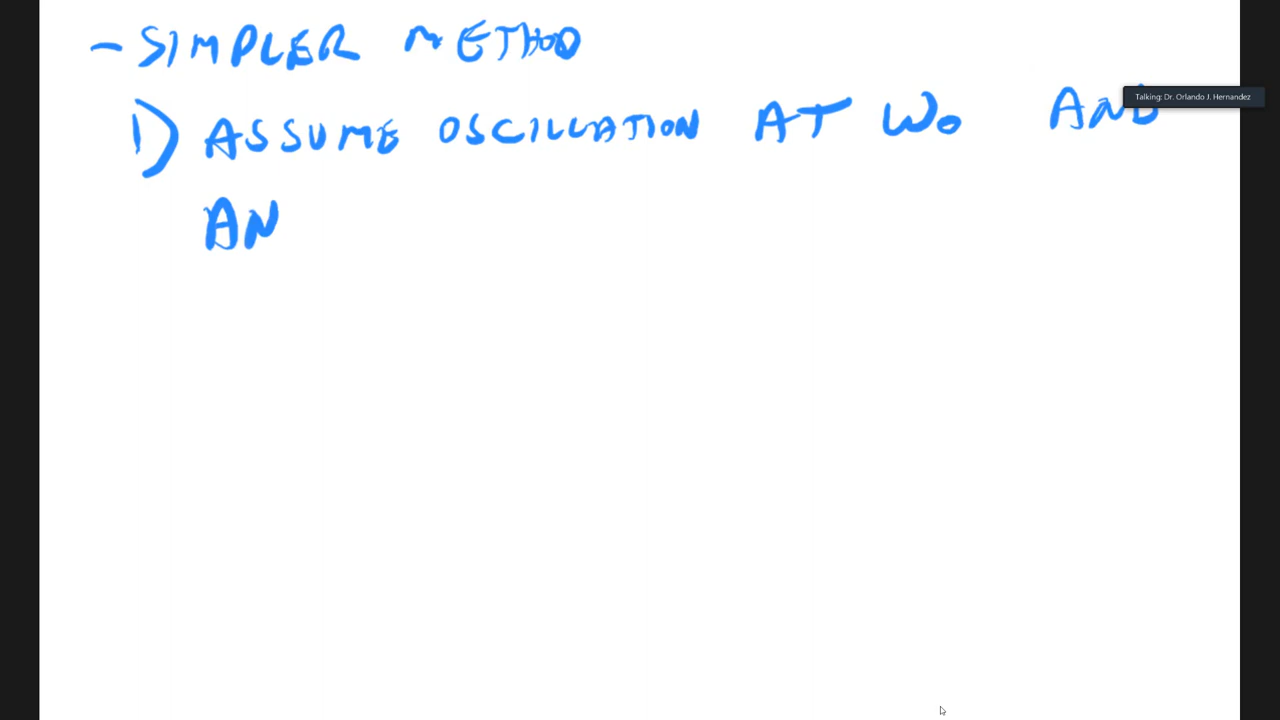 - SIMPLER METHOD
1) ASSUME OSCILLATION AT Wo AND
Talking: Dr. Orlando J. Hernandez
AN